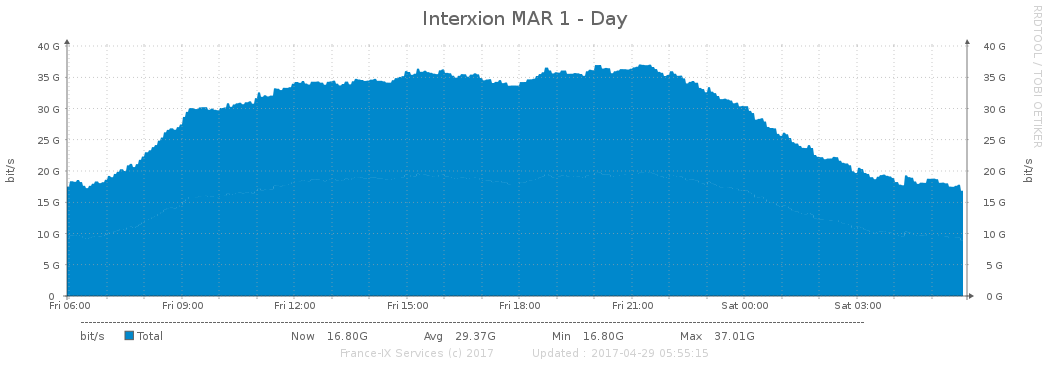 Interxion MAR 1 - Day
RRDTOOL / TOBI OETIKER
40 G 40 G
35 G 35 G
30 G 30 G
25 G 25 G
20 G 20 G
15 G 15 G
10 G 10 G
5 G 5 G
0 0 G
bit/s bit/s
Fri 06:00 Fri 09:00 Fri 12:00 Fri 15:00 Fri 18:00 Fri 21:00 Sat 00:00 Sat 03:00
bit/s Total Now 16.80G Avg 29.37G Min 16.80G Max 37.01G
France-IX Services (c) 2017 Updated : 2017-04-29 05:55:15